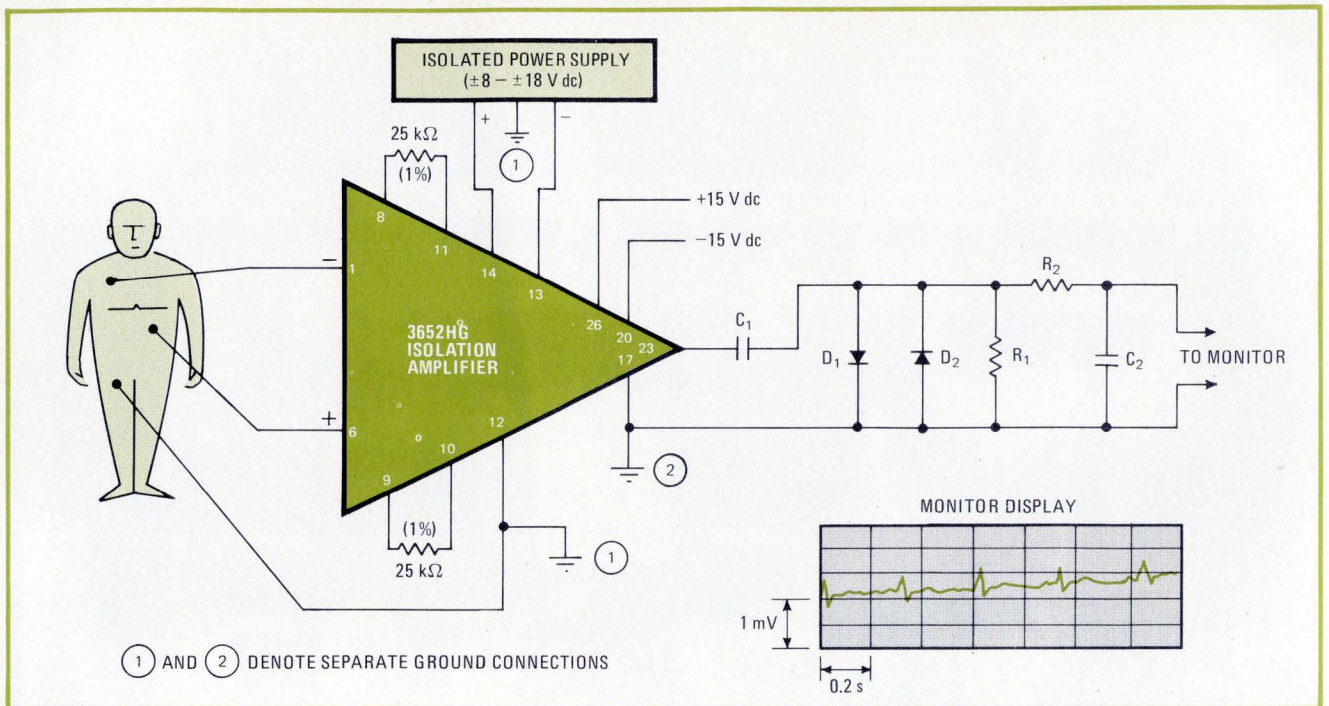 ISOLATED POWER SUPPLY
(±8 – ±18 V dc)
+
–
1
25 kΩ
(1%)
8
11
14
13
+15 V dc
–15 V dc
–
1
3652HG
ISOLATION
AMPLIFIER
26
20
23
17
C1
D1
D2
R1
R2
C2
TO MONITOR
+
6
12
10
9
2
(1%)
25 kΩ
1
MONITOR DISPLAY
1 mV
0.2 s
1 AND 2 DENOTE SEPARATE GROUND CONNECTIONS